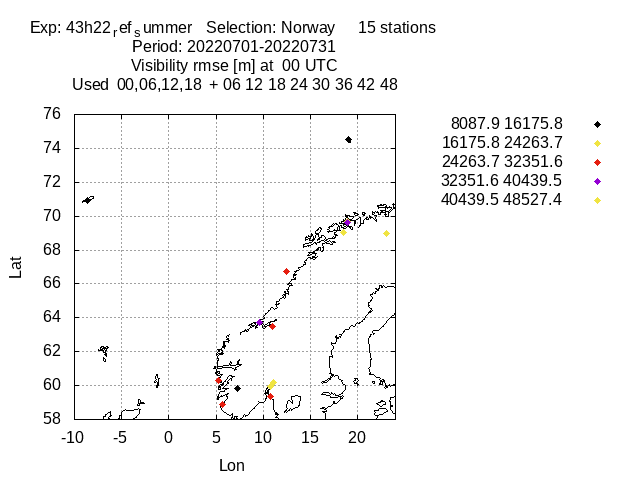 Exp: 43h22ref summer   Selection: Norway     15 stations
Period: 20220701-20220731
Visibility rmse [m] at  00 UTC
Used  00,06,12,18  + 06 12 18 24 30 36 42 48
8087.9 16175.8
16175.8 24263.7
24263.7 32351.6
32351.6 40439.5
40439.5 48527.4
76
74
72
70
68
66
64
62
60
58
Lat
-10 -5 0 5 10 15 20
Lon